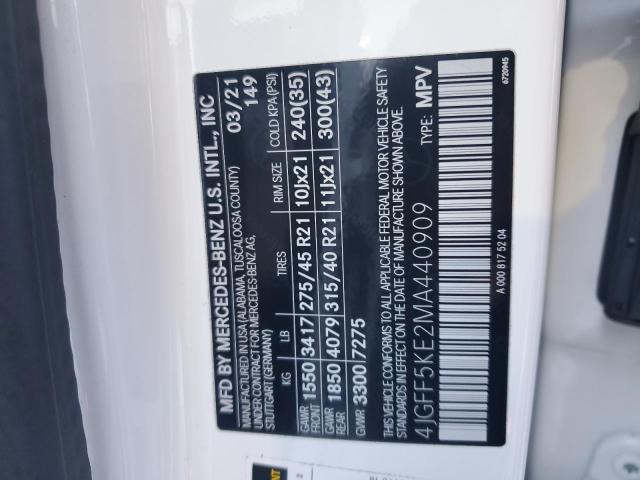 MFD BY MERCEDES-BENZ U.S. INTL., INC
MANUFACTURED IN USA (ALABAMA, TUSCALOOSA COUNTY)
UNDER CONTRACT FOR MERCEDES-BENZ AG,
STUTTGART (GERMANY)
03/21
149
KG LB TIRES RIM SIZE COLD KPA (PSI)
GAWR FRONT 1550 3417 275/45 R21 10Jx21 240(35)
GAWR REAR 1850 4079 315/40 R21 11Jx21 300(43)
GVWR 3300 7275
THIS VEHICLE CONFORMS TO ALL APPLICABLE FEDERAL MOTOR VEHICLE SAFETY
STANDARDS IN EFFECT ON THE DATE OF MANUFACTURE SHOWN ABOVE.
4JGFF5KE2MA440909 TYPE: MPV
A 000 817 52 04
6720945